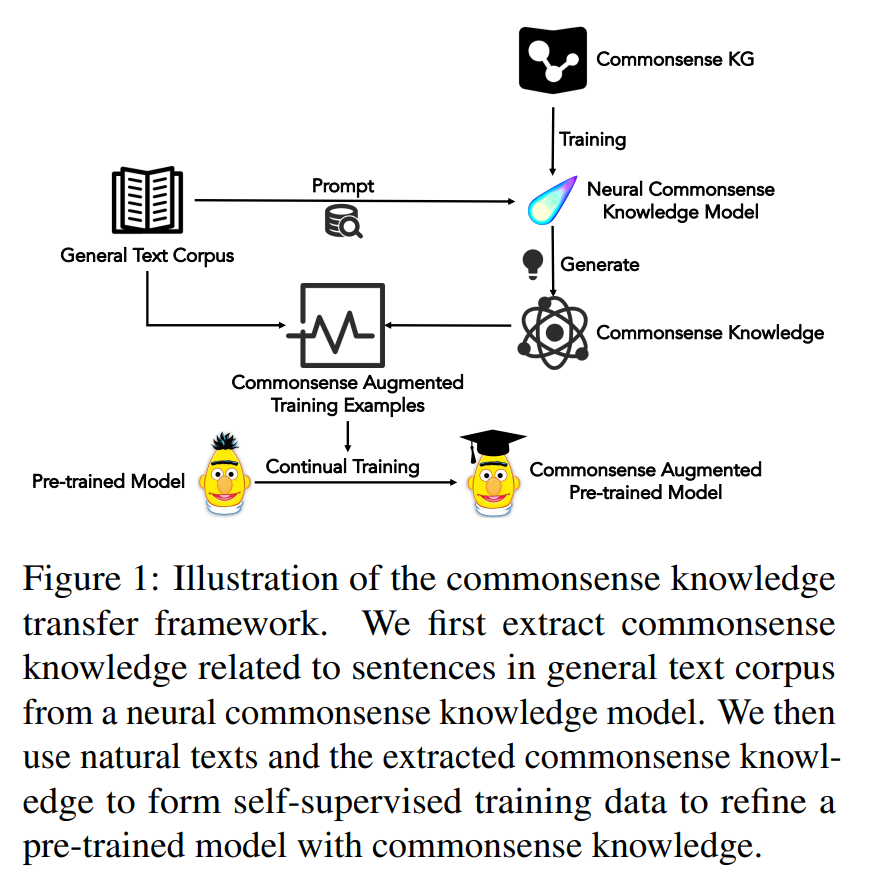 Commonsense KG
Training
Prompt
Neural Commonsense
Knowledge Model
General Text Corpus
Generate
Commonsense Knowledge
Commonsense Augmented
Training Examples
Pre-trained Model
Continual Training
Commonsense Augmented
Pre-trained Model
Figure 1: Illustration of the commonsense knowledge
transfer framework. We first extract commonsense
knowledge related to sentences in general text corpus
from a neural commonsense knowledge model. We then
use natural texts and the extracted commonsense knowl-
edge to form self-supervised training data to refine a
pre-trained model with commonsense knowledge.